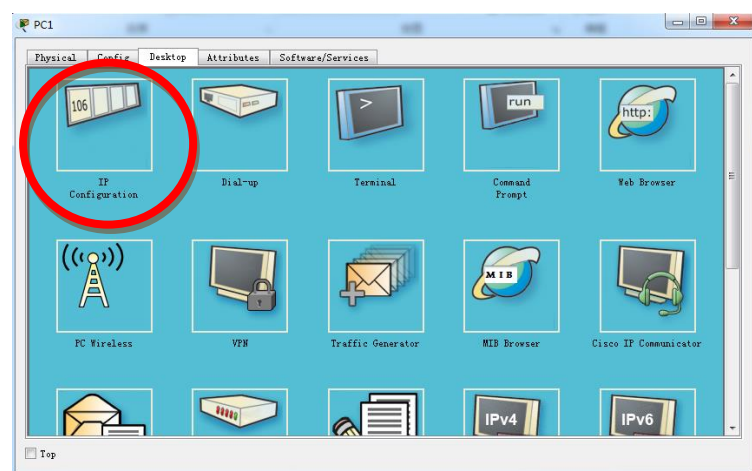 PC1
Physical Config Desktop Attributes Software/Services
106
>
run
http:
IP
Configuration
Dial-up
Terminal
Command
Prompt
Web Browser
MIB
PC Wireless
VPN
Traffic Generator
MIB Browser
Cisco IP Communicator
IPv4
IPv6
Top